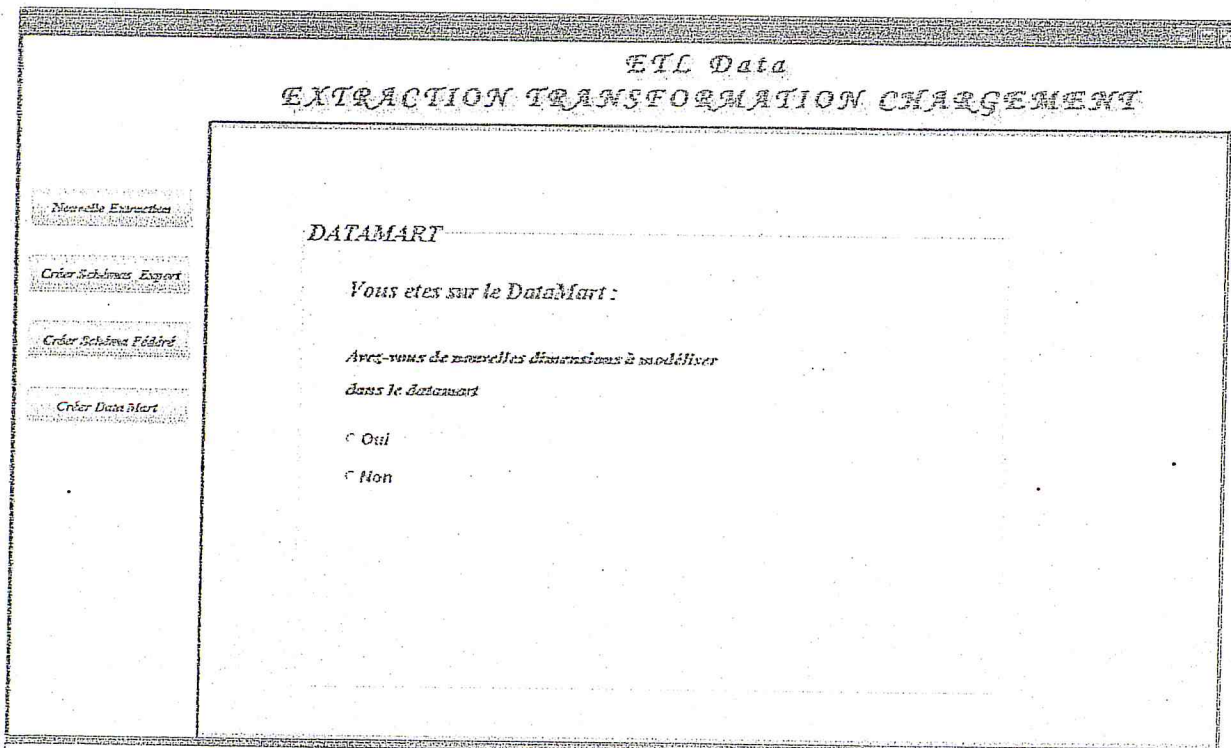 ETL Data
EXTRACTION TRANSFORMATION CHARGEMENT
Nouvelle Extraction
Créer Schémas Export
Créer Schéma Fédéré
Créer Data Mart
DATAMART
Vous etes sur le DataMart :
Avez-vous de nouvelles dimensions à modéliser
dans le datamart
Oui
Non